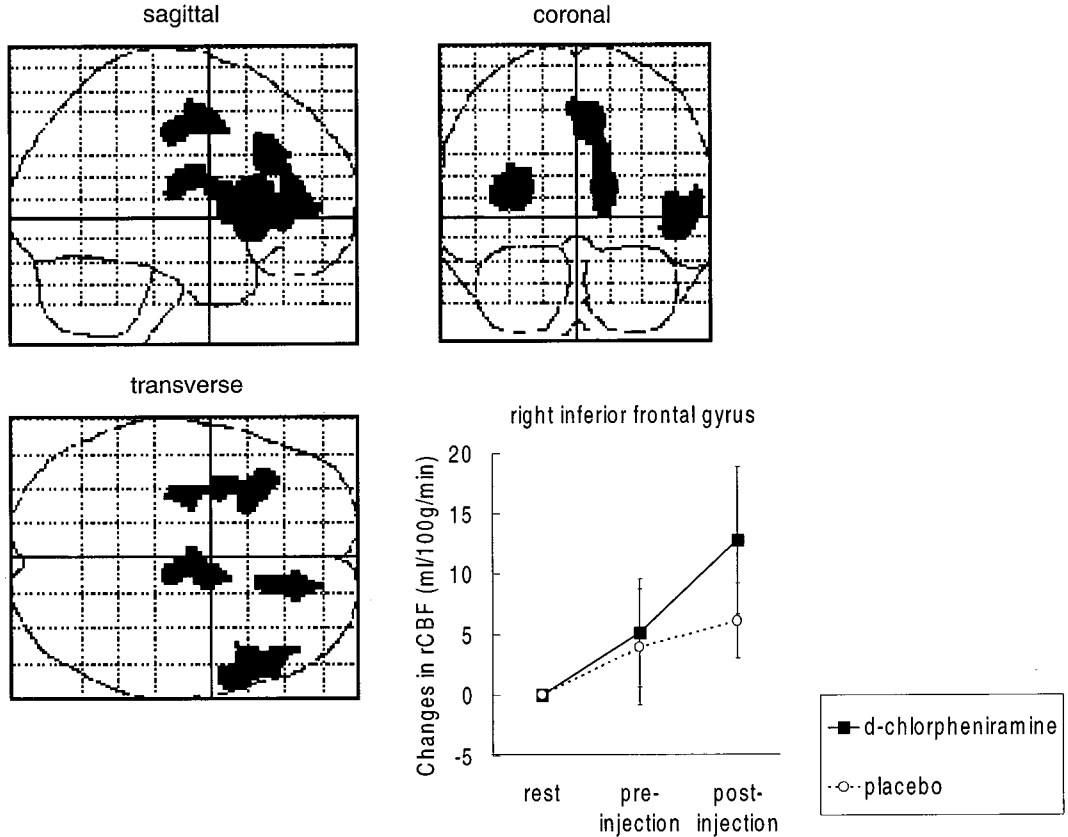 sagittal
coronal
transverse
right inferior frontal gyrus
Changes in rCBF (ml/100g/min)
20
15
10
5
0
-5
rest
pre-
injection
post-
injection
d-chlorpheniramine
placebo